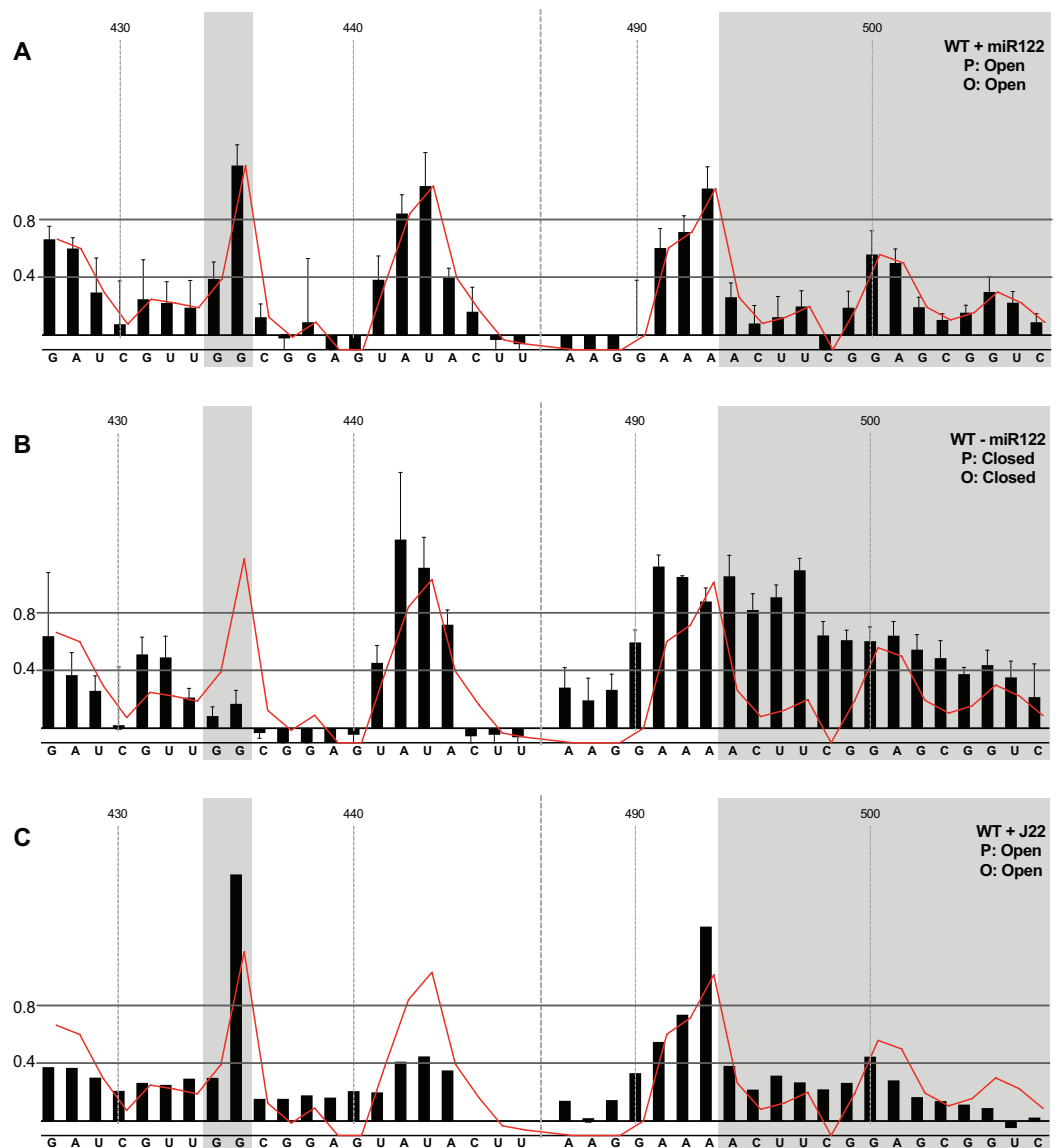 430 440 490 500
A
WT + miR122
P: Open
O: Open
0.8
0.4
G A U C G U U G G C G G A G U A U A C U U A A G G A A A A C U U C G G A G C G G U C
430 440 490 500
B
WT - miR122
P: Closed
O: Closed
0.8
0.4
G A U C G U U G G C G G A G U A U A C U U A A G G A A A A C U U C G G A G C G G U C
430 440 490 500
C
WT + J22
P: Open
O: Open
0.8
0.4
G A U C G U U G G C G G A G U A U A C U U A A G G A A A A C U U C G G A G C G G U C